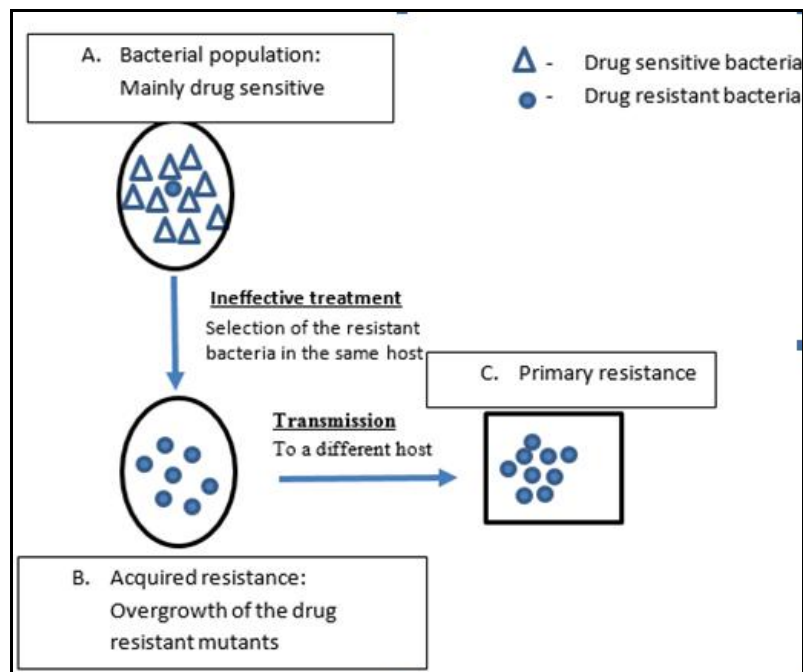 A. Bacterial population:
Mainly drug sensitive
- Drug sensitive bacteria
- Drug resistant bacteria
Ineffective treatment
Selection of the resistant
bacteria in the same host
C. Primary resistance
Transmission
To a different host
B. Acquired resistance:
Overgrowth of the drug
resistant mutants